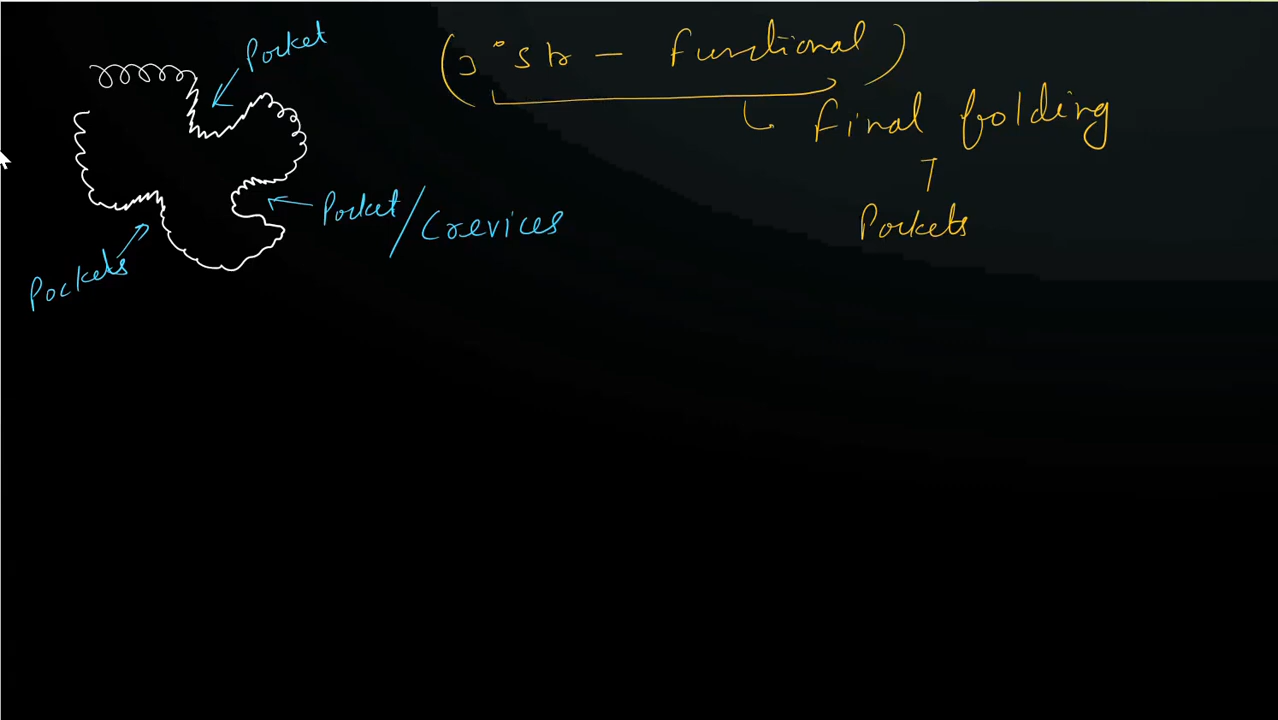 Pocket
(3° str – functional)
final folding
Pockets
Pocket/Crevices
Pockets